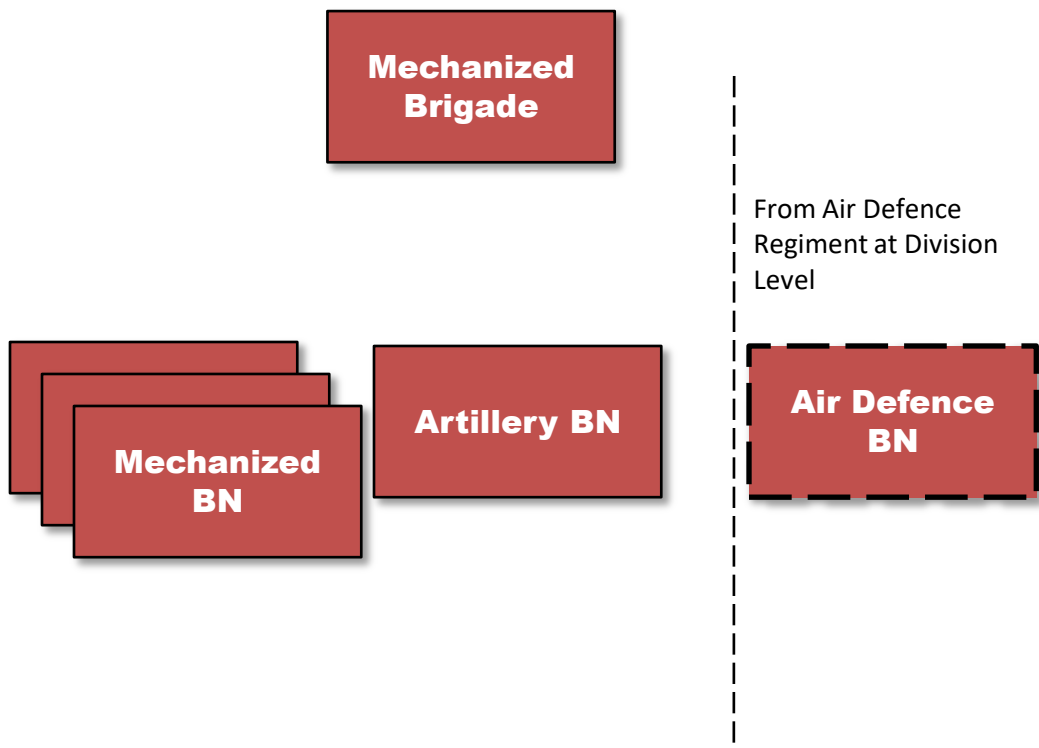 Mechanized
Brigade
From Air Defence
Regiment at Division
Level
Mechanized
BN
Artillery BN
Air Defence
BN